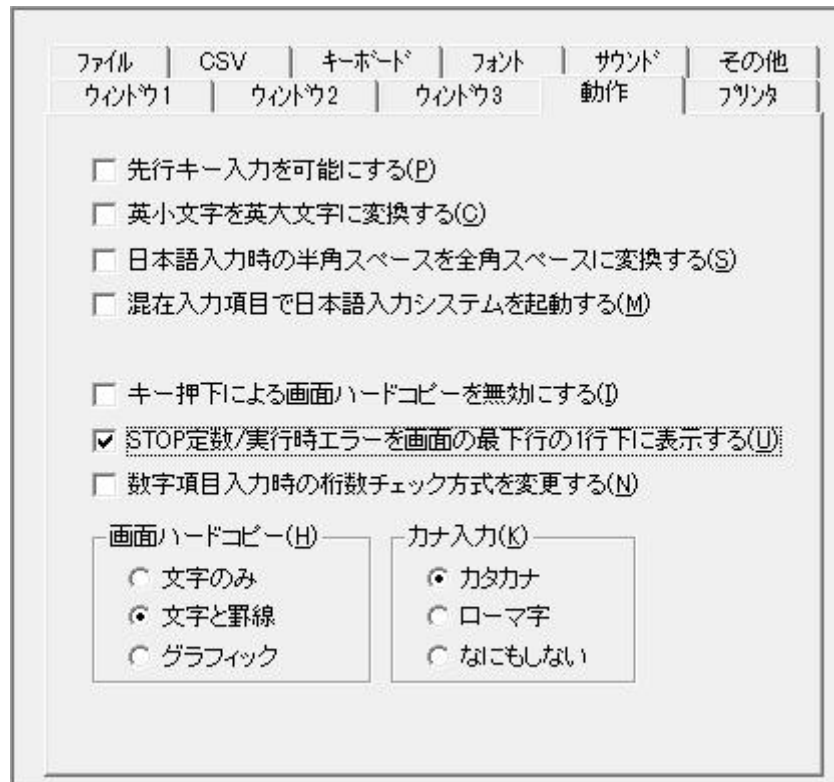 ファイル CSV キーボード フォント サウンド その他
ウィンドウ1 ウィンドウ2 ウィンドウ3 動作 プリンタ
先行キー入力を可能にする(P)
英小文字を英大文字に変換する(C)
日本語入力時の半角スペースを全角スペースに変換する(S)
混在入力項目で日本語入力システムを起動する(M)
キー押下による画面ハードコピーを無効にする(I)
STOP定数/実行時エラーを画面の最下行の1行下に表示する(U)
数字項目入力時の桁数チェック方式を変更する(N)
画面ハードコピー(H) カナ入力(K)
文字のみ カタカナ
文字と罫線 ローマ字
グラフィック なにもしない